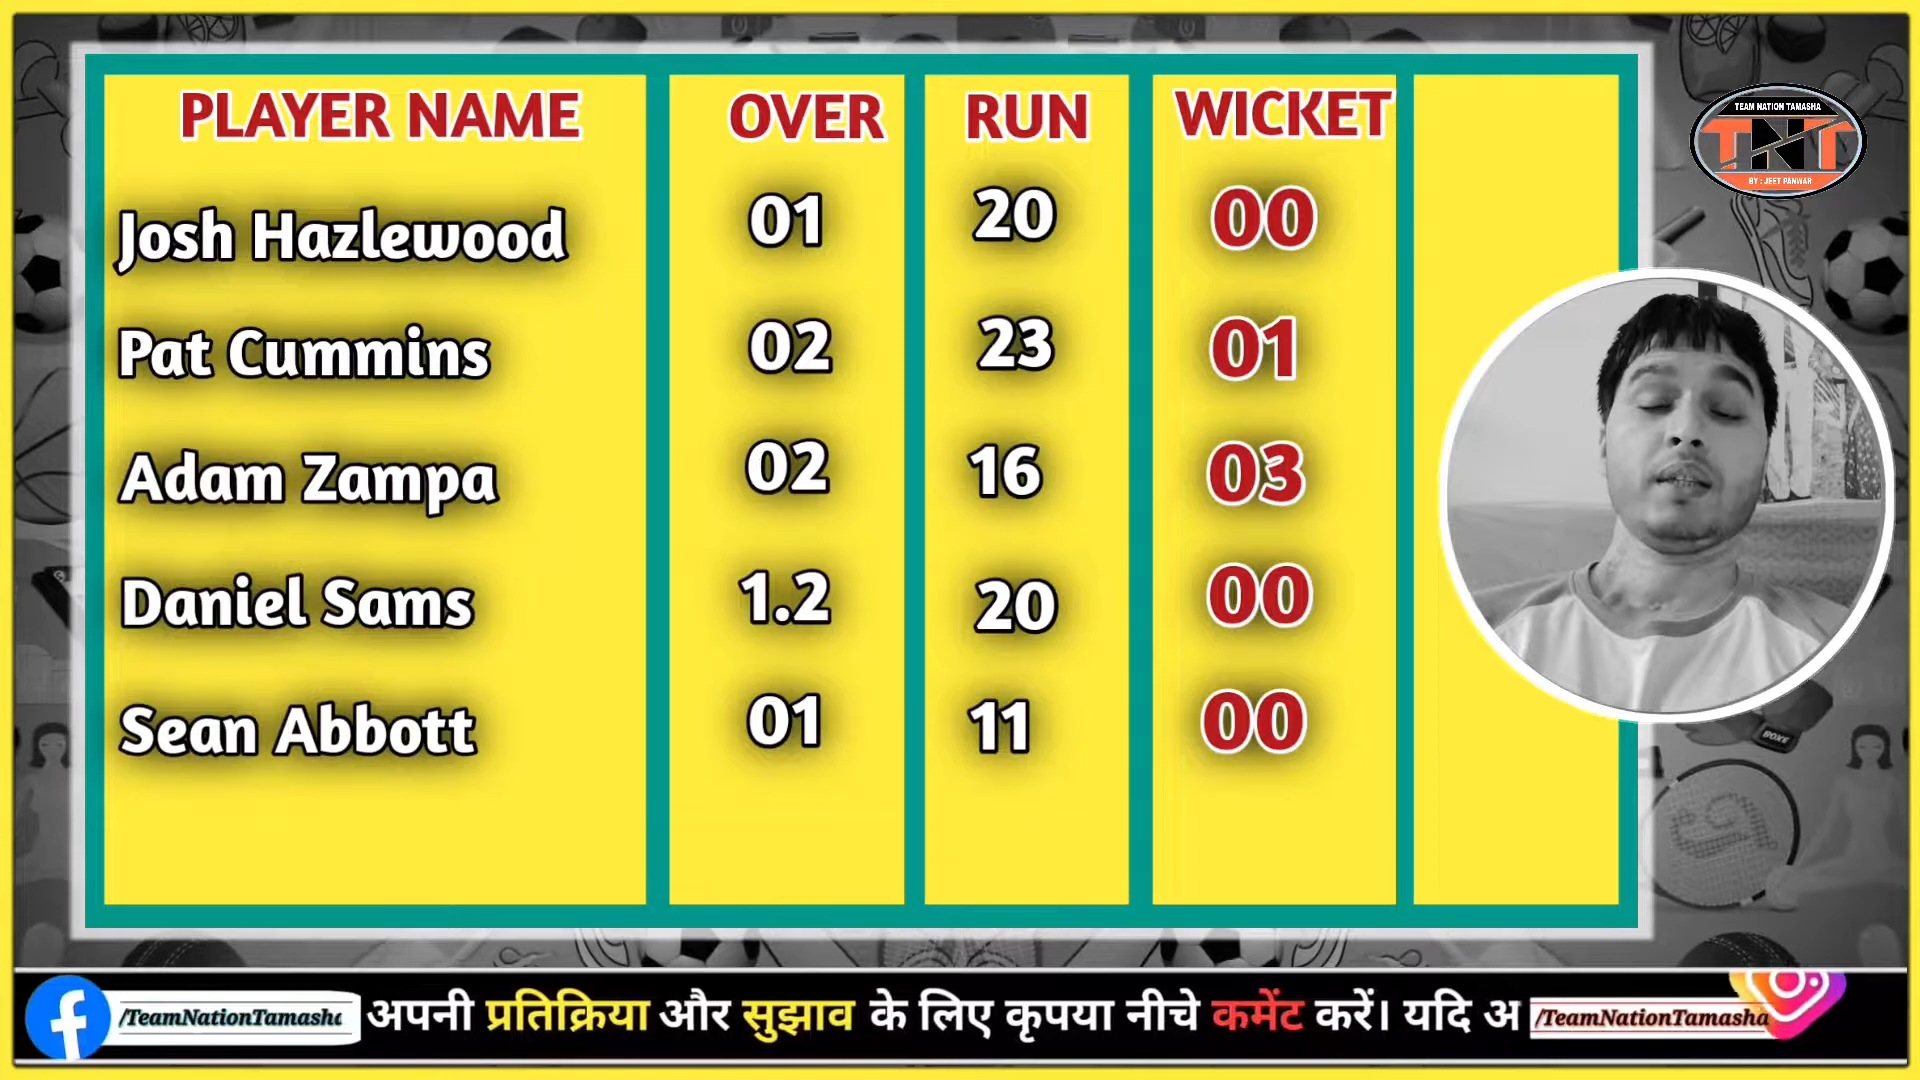 PLAYER NAME OVER RUN WICKET
Josh Hazlewood 01 20 00
Pat Cummins 02 23 01
Adam Zampa 02 16 03
Daniel Sams 1.2 20 00
Sean Abbott 01 11 00
TEAM NATION TAMASHA
TNT
BY : JEET PANWAR
BOXE
/TeamNationTamasha अपनी प्रतिक्रिया और सुझाव के लिए कृपया नीचे कमेंट करें। यदि अ /TeamNationTamasha